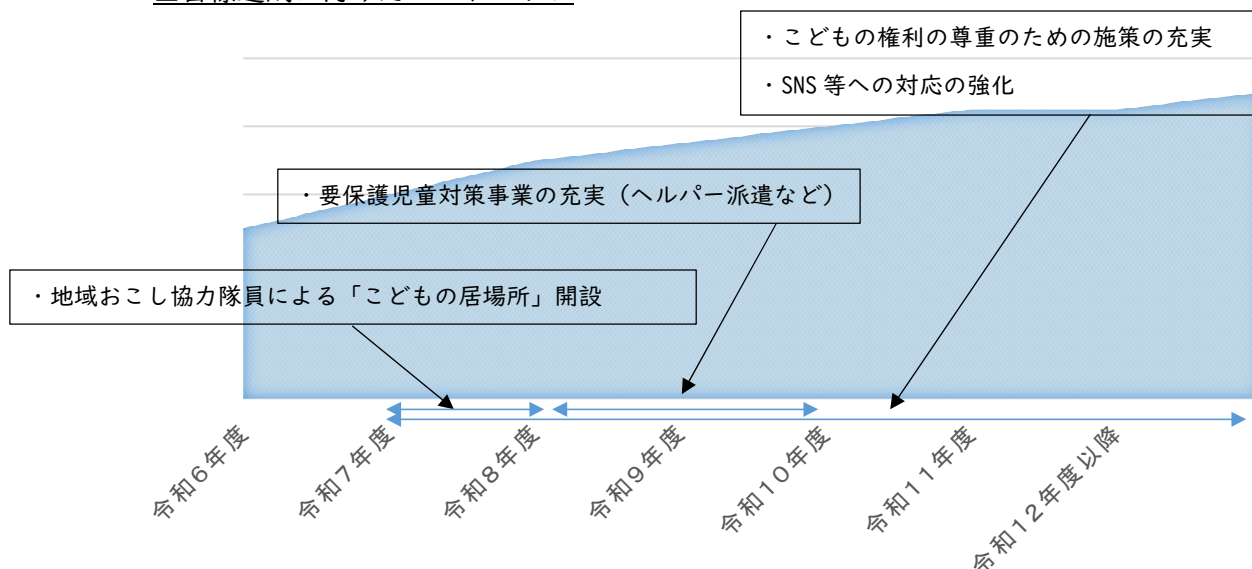 ・こどもの権利の尊重のための施策の充実
・SNS 等への対応の強化
・要保護児童対策事業の充実（ヘルパー派遣など）
・地域おこし協力隊員による「こどもの居場所」開設
令和６年度
令和７年度
令和８年度
令和９年度
令和１０年度
令和１１年度
令和１２年度以降